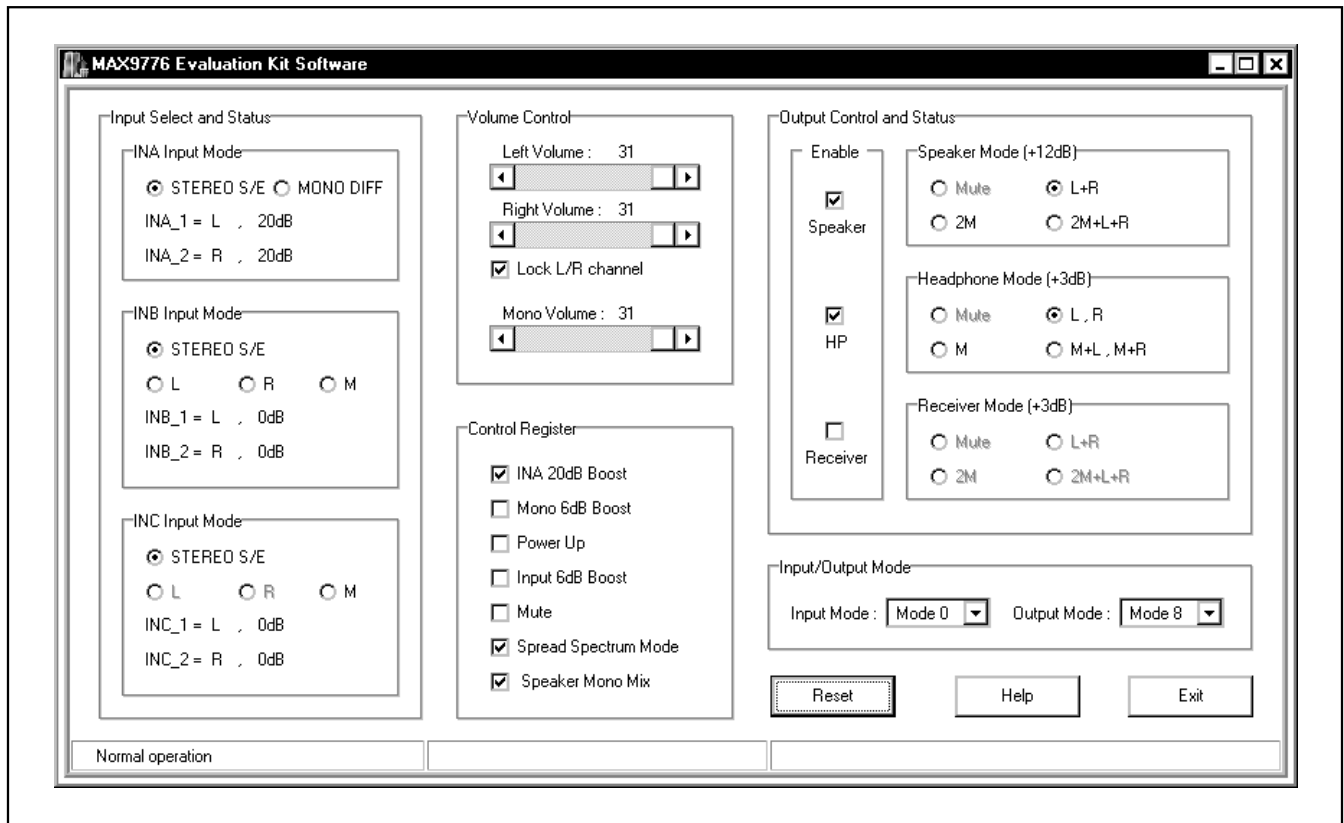 MAX9776 Evaluation Kit Software
Input Select and Status
INA Input Mode
STEREO S/E MONO DIFF
INA_1 = L , 20dB
INA_2 = R , 20dB
INB Input Mode
STEREO S/E
L R M
INB_1 = L , 0dB
INB_2 = R , 0dB
INC Input Mode
STEREO S/E
L R M
INC_1 = L , 0dB
INC_2 = R , 0dB
Volume Control
Left Volume : 31
Right Volume : 31
Lock L/R channel
Mono Volume : 31
Control Register
INA 20dB Boost
Mono 6dB Boost
Power Up
Input 6dB Boost
Mute
Spread Spectrum Mode
Speaker Mono Mix
Output Control and Status
Enable
Speaker
HP
Receiver
Speaker Mode (+12dB)
Mute L+R
2M 2M+L+R
Headphone Mode (+3dB)
Mute L , R
M M+L , M+R
Receiver Mode (+3dB)
Mute L+R
2M 2M+L+R
Input/Output Mode
Input Mode : Mode 0 Output Mode : Mode 8
Reset Help Exit
Normal operation